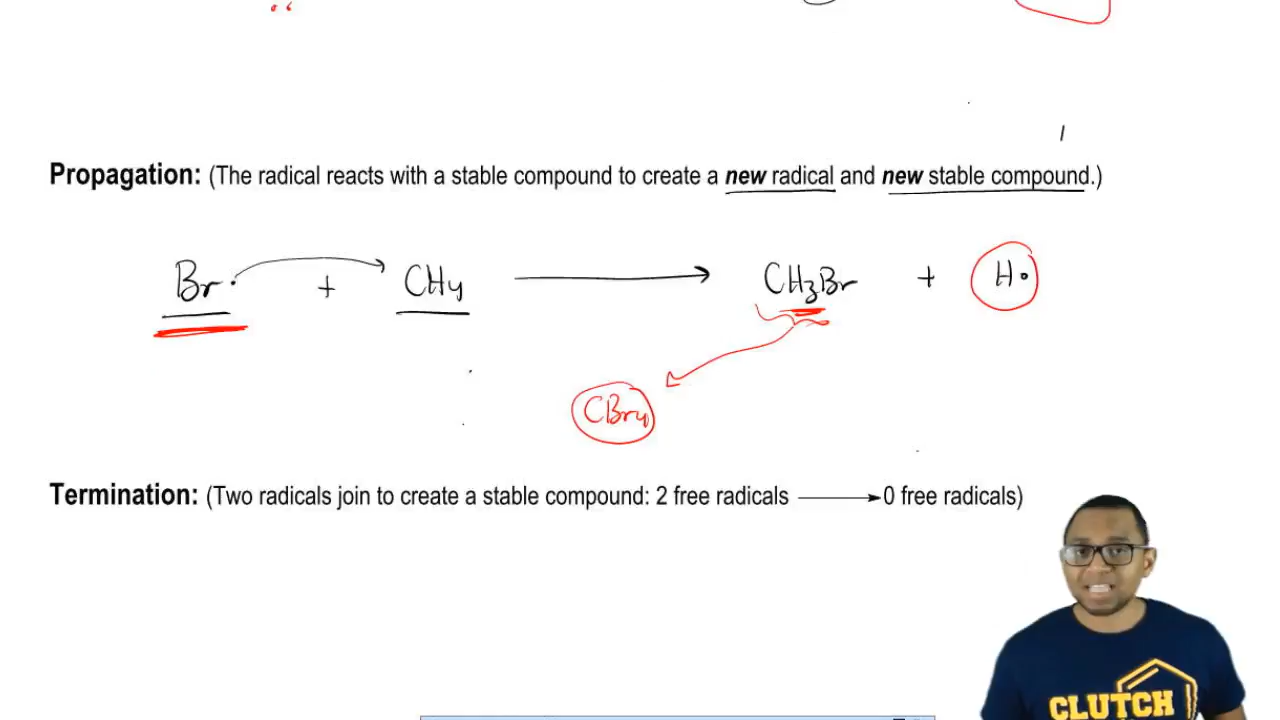 Propagation: (The radical reacts with a stable compound to create a new radical and new stable compound.)
Br· + CH4 ⟶ CH3Br + H·
CBr4
Termination: (Two radicals join to create a stable compound: 2 free radicals ⟶ 0 free radicals)
CLUTCH